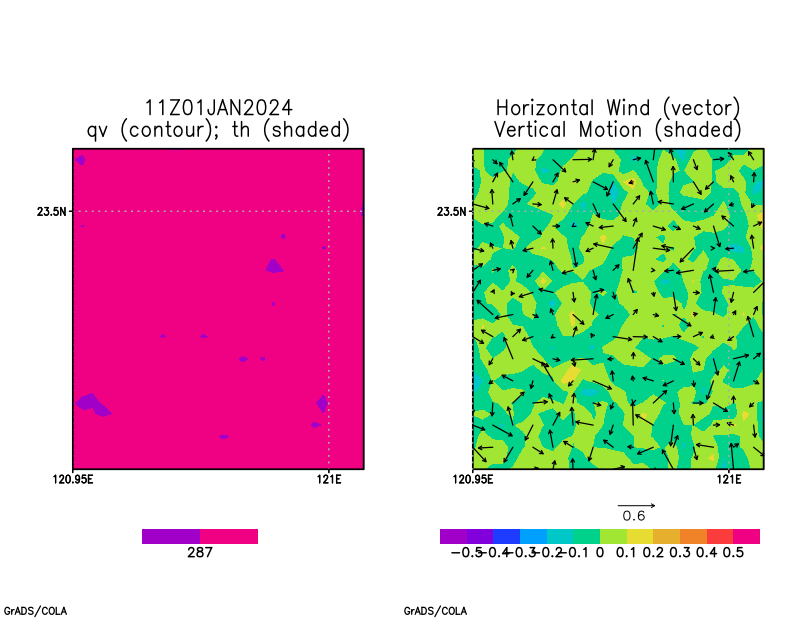 11Z01JAN2024
qv (contour); th (shaded)
23.5N
120.95E
121E
287
GrADS/COLA
Horizontal Wind (vector)
Vertical Motion (shaded)
23.5N
120.95E
121E
0.6
-0.5 -0.4 -0.3 -0.2 -0.1 0 0.1 0.2 0.3 0.4 0.5
GrADS/COLA